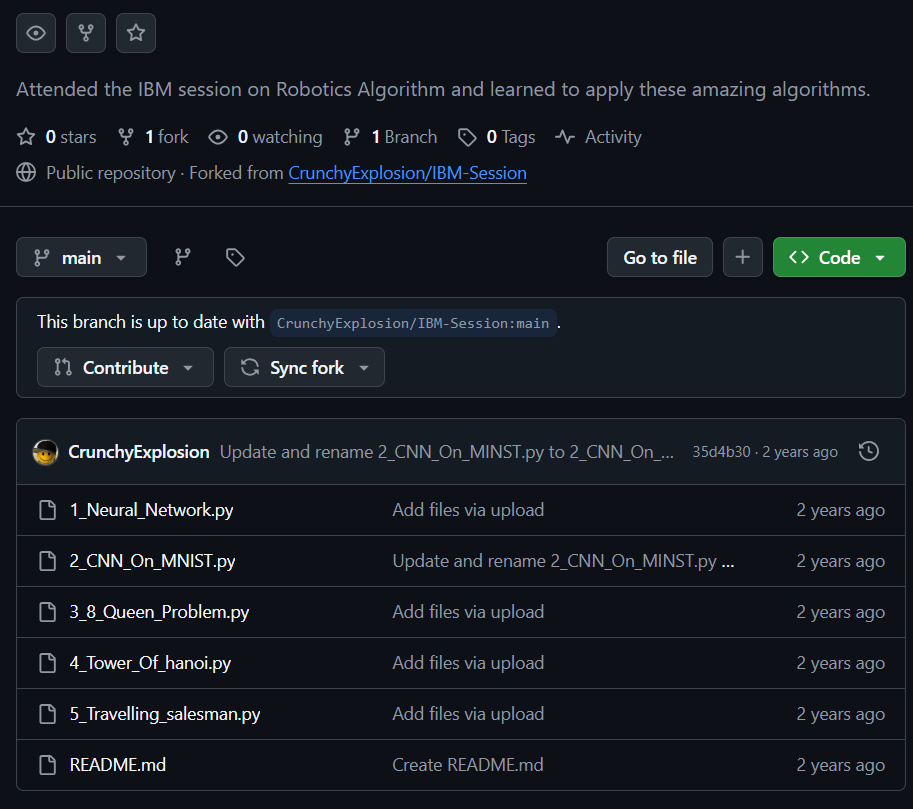 Attended the IBM session on Robotics Algorithm and learned to apply these amazing algorithms.
0 stars 1 fork 0 watching 1 Branch 0 Tags Activity
Public repository · Forked from CrunchyExplosion/IBM-Session
main Go to file Code
This branch is up to date with CrunchyExplosion/IBM-Session:main .
Contribute Sync fork
CrunchyExplosion Update and rename 2_CNN_On_MINST.py to 2_CNN_On_... 35d4b30 · 2 years ago
1_Neural_Network.py Add files via upload 2 years ago
2_CNN_On_MNIST.py Update and rename 2_CNN_On_MINST.py ... 2 years ago
3_8_Queen_Problem.py Add files via upload 2 years ago
4_Tower_Of_hanoi.py Add files via upload 2 years ago
5_Travelling_salesman.py Add files via upload 2 years ago
README.md Create README.md 2 years ago